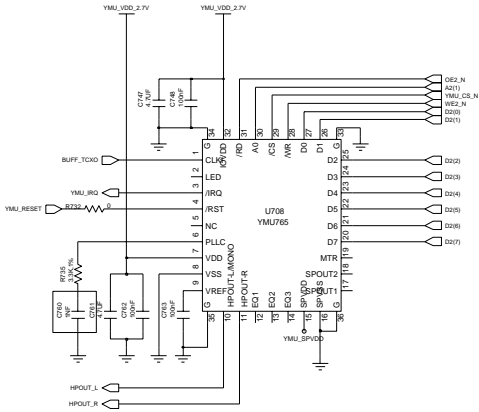 YMU_VDD_2.7V
YMU_VDD_2.7V
C747
4.7UF
C748
100nF
OE2_N
A2(1)
YMU_CS_N
WE2_N
D2(0)
D2(1)
34
32
31
30
29
28
27
26
33
G
IOVDD
/RD
A0
/CS
/WR
D0
D1
G
BUFF_TCXO
1
CLKI
2
LED
YMU_IRQ
3
/IRQ
YMU_RESET
R732
0
4
/RST
5
NC
6
PLLC
7
VDD
8
VSS
9
VREF
U708
YMU765
D2
25
D2(2)
D3
24
D2(3)
D4
23
D2(4)
D5
22
D2(5)
D6
21
D2(6)
D7
20
D2(7)
MTR
19
SPOUT2
18
SPOUT1
17
R735
3.3K,1%
C760
1NF
C761
4.7UF
C762
100nF
C763
100nF
G
HPOUT-L/MONO
HPOUT-R
EQ1
EQ2
EQ3
SPVDD
SPVSS
G
35
10
11
12
13
14
15
16
36
YMU_SPVDD
HPOUT_L
HPOUT_R